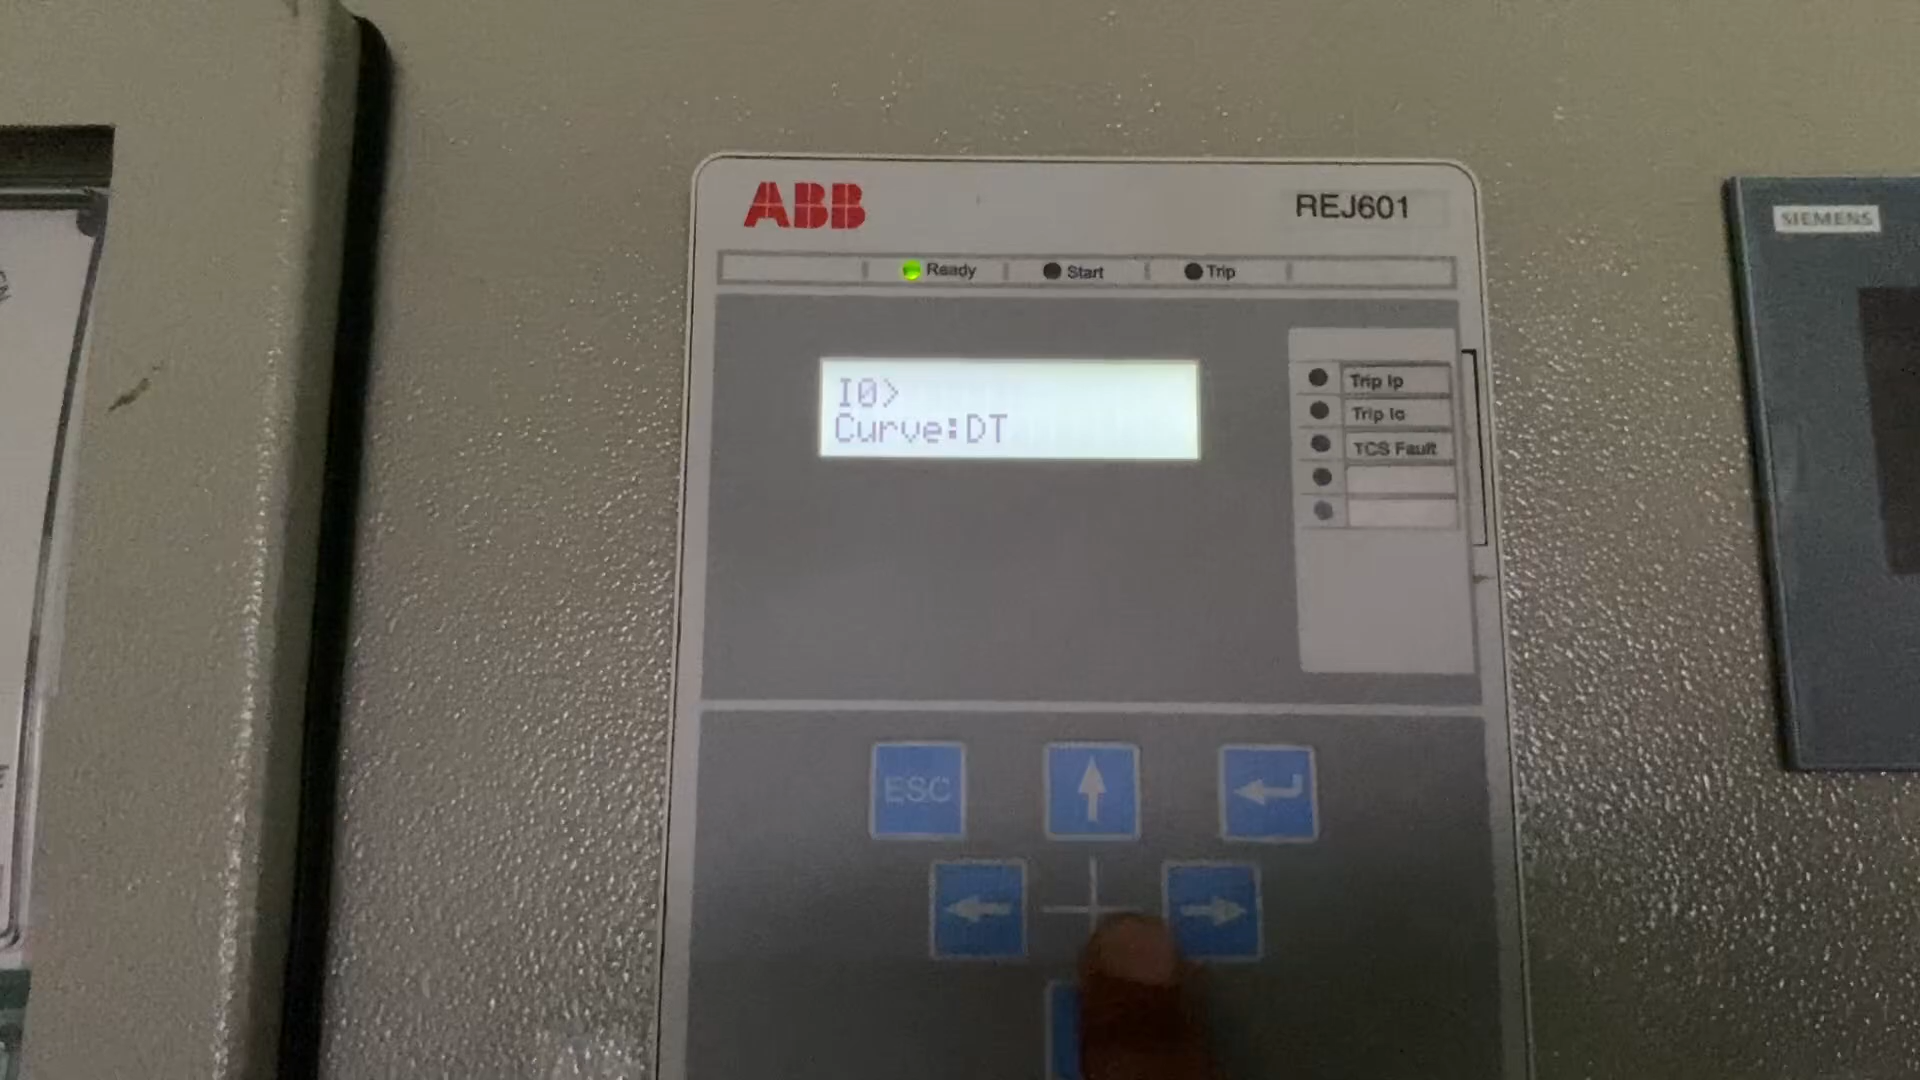 ABB
REJ601
Ready
Start
Trip
I0>
Curve:DT
Trip Ip
Trip Io
TCS Fault
ESC
SIEMENS